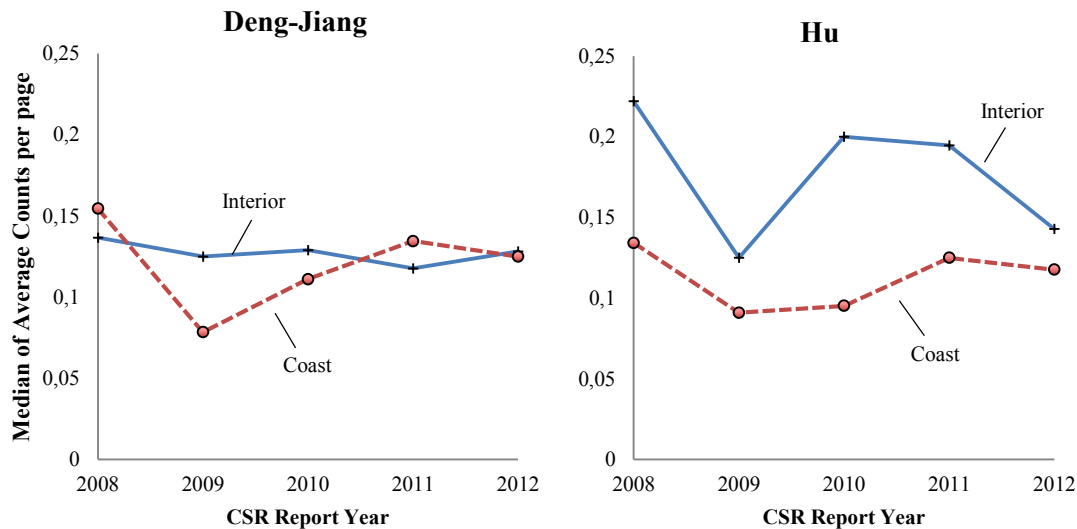 Deng-Jiang
Median of Average Counts per page
0,25
0,2
0,15
0,1
0,05
0
Interior
Coast
2008 2009 2010 2011 2012
CSR Report Year
Hu
0,25
0,2
0,15
0,1
0,05
0
Interior
Coast
2008 2009 2010 2011 2012
CSR Report Year